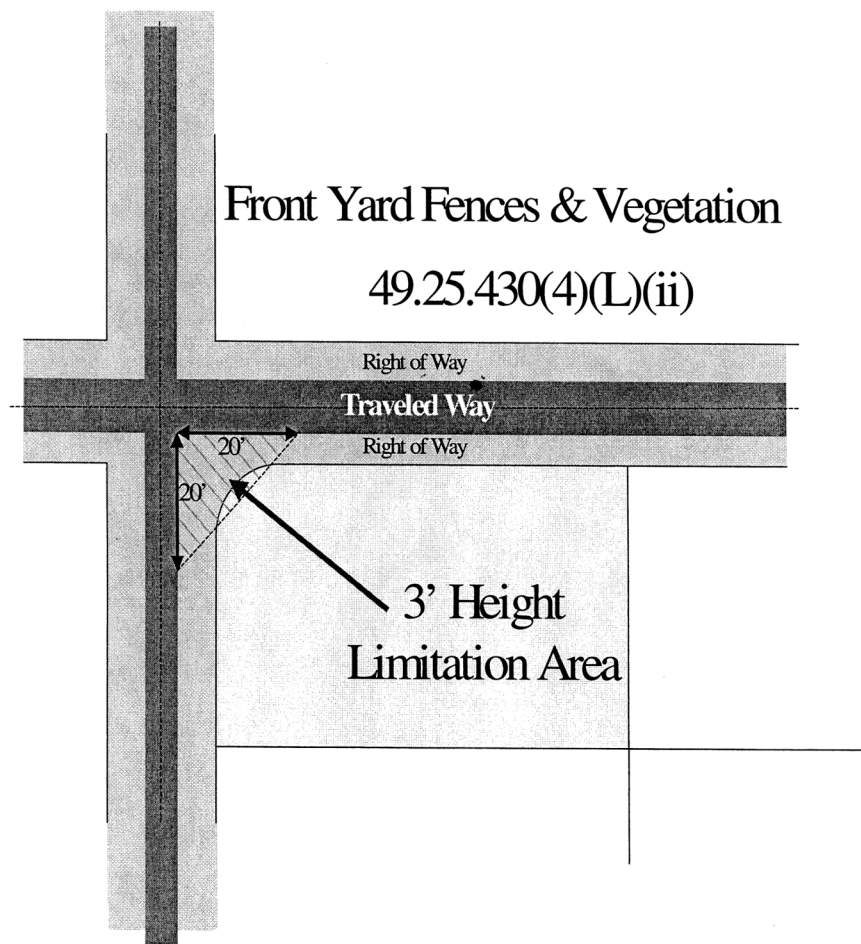 Front Yard Fences & Vegetation
49.25.430(4)(L)(ii)
Right of Way
Traveled Way
20’
Right of Way
20’
3’ Height
Limitation Area